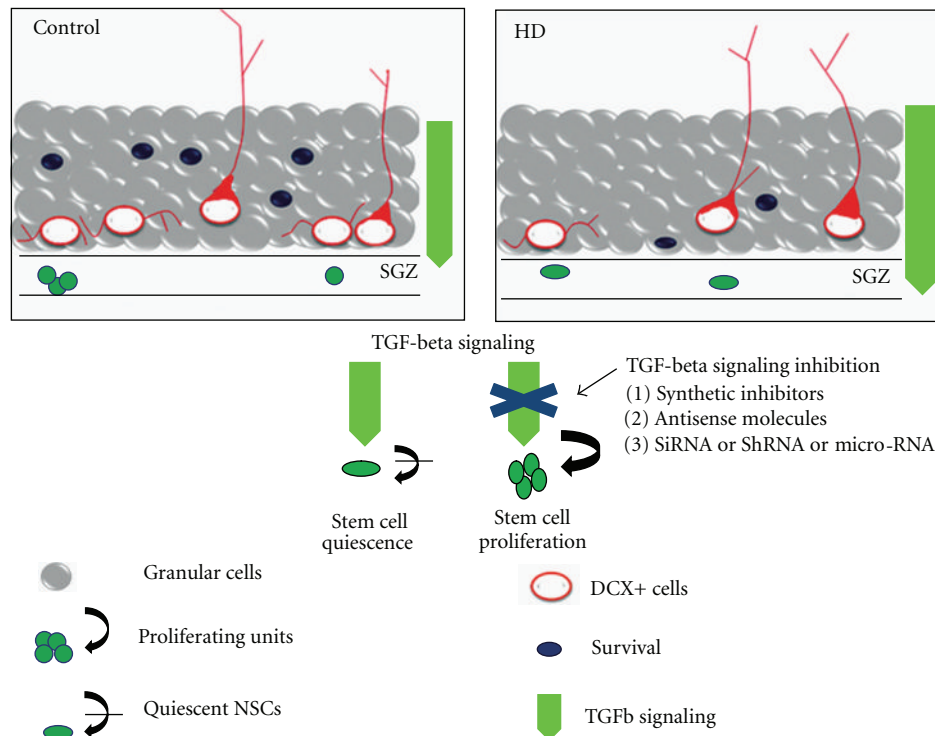 Control
SGZ
HD
SGZ
TGF-beta signaling
TGF-beta signaling inhibition
(1) Synthetic inhibitors
(2) Antisense molecules
(3) SiRNA or ShRNA or micro-RNA
Stem cell
quiescence
Stem cell
proliferation
Granular cells
Proliferating units
Quiescent NSCs
DCX+ cells
Survival
TGFb signaling